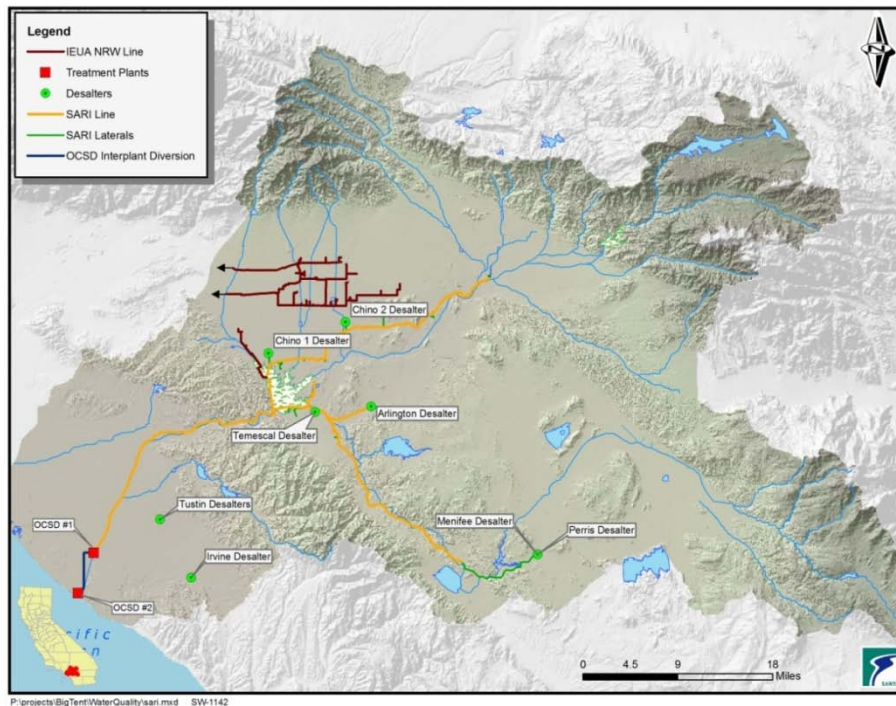 Legend
IEUA NRW Line
Treatment Plants
Desalters
SARI Line
SARI Laterals
OCSD Interplant Diversion
Chino 2 Desalter
Chino 1 Desalter
Arlington Desalter
Temescal Desalter
Tustin Desalters
Menifee Desalter
Perris Desalter
OCSD #1
Irvine Desalter
OCSD #2
cific
an
0 4.5 9 18
Miles
P:\projects\BigTent\WaterQuality\sari.mxd SW-1142